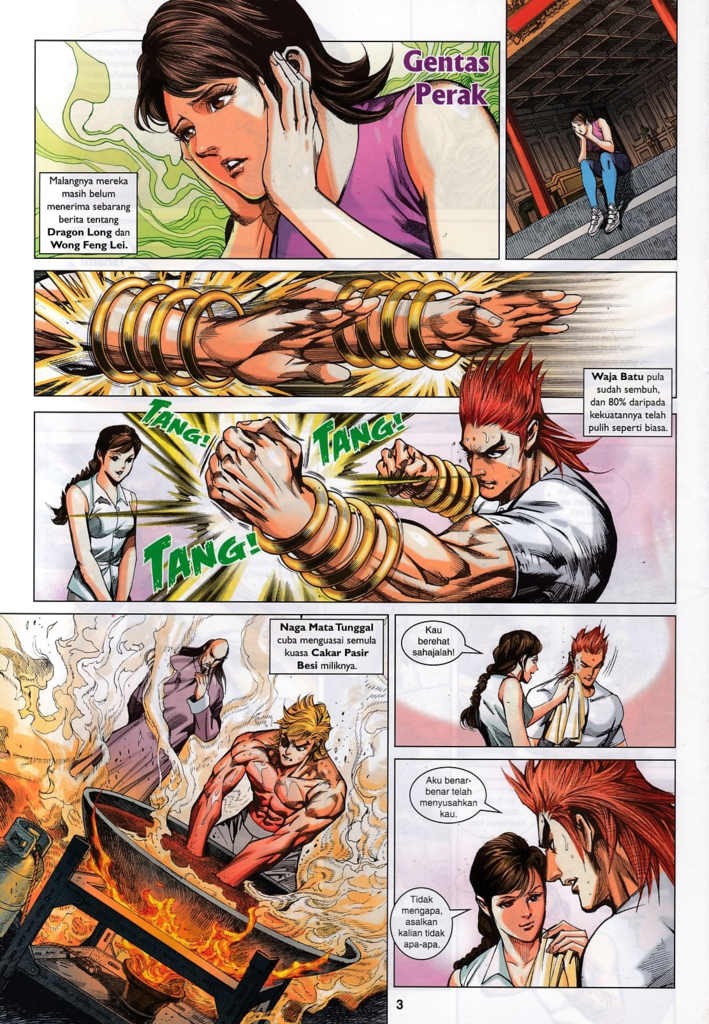 Gentas
Perak
Malangnya mereka
masih belum
menerima sebarang
berita tentang
Dragon Long dan
Wong Feng Lei.
Waja Batu pula
sudah sembuh,
dan 80% daripada
kekuatannya telah
pulih seperti biasa.
TANG!
TANG!
TANG!
Naga Mata Tunggal
cuba menguasai semula
kuasa Cakar Pasir
Besi miliknya.
Kau
berehat
sahajalah!
Aku benar-
benar telah
menyusahkan
kau.
Tidak
mengapa,
asalkan
kalian tidak
apa-apa.
3